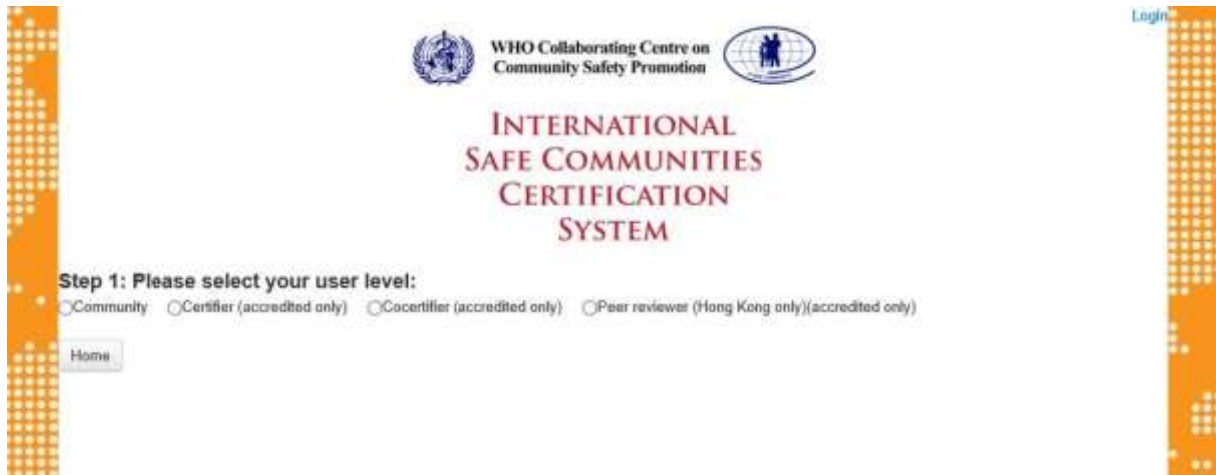 Login
WHO Collaborating Centre on
Community Safety Promotion
INTERNATIONAL
SAFE COMMUNITIES
CERTIFICATION
SYSTEM
Step 1: Please select your user level:
Community Certifier (accredited only) Cocertifier (accredited only) Peer reviewer (Hong Kong only)(accredited only)
Home